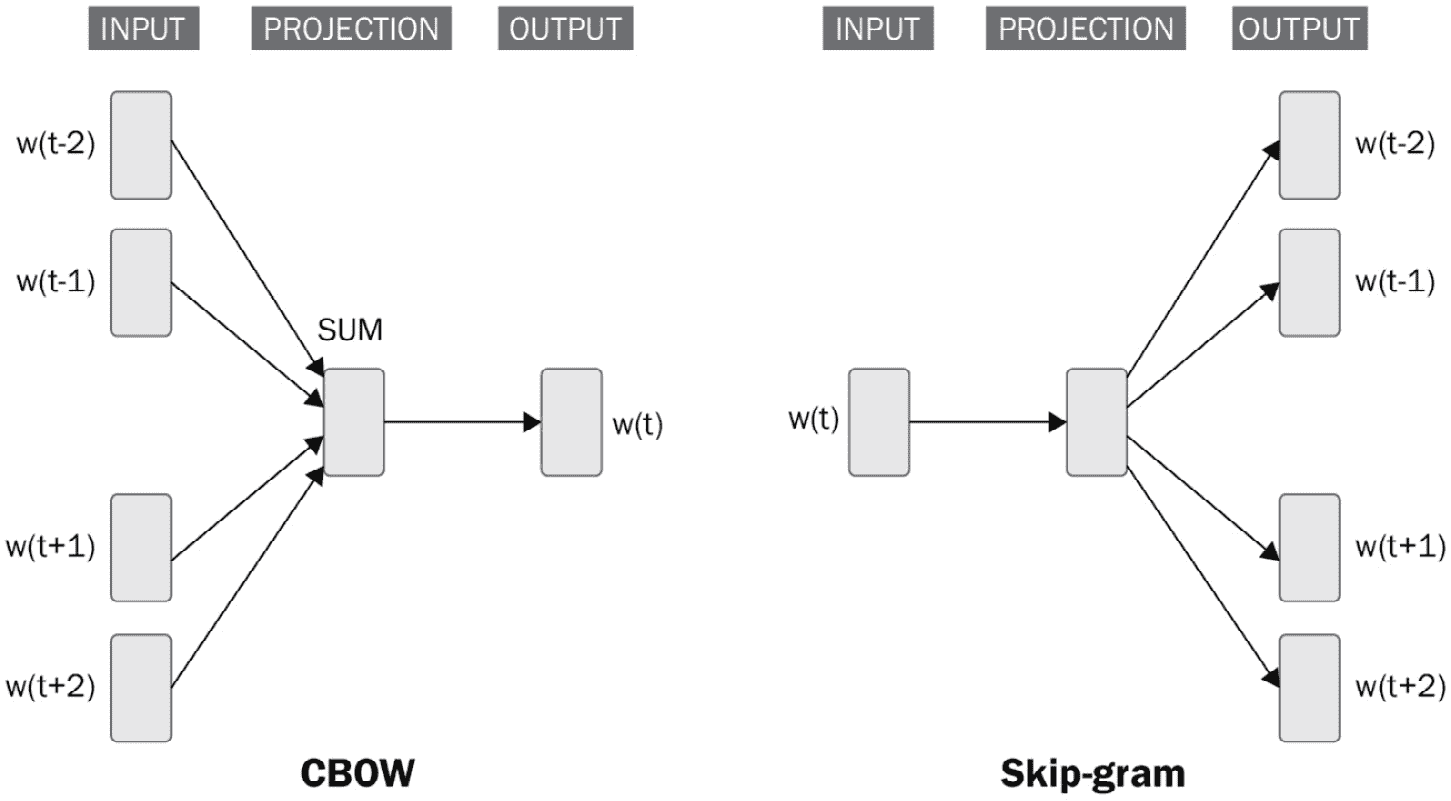 INPUT PROJECTION OUTPUT
w(t-2)
w(t-1)
SUM
w(t)
w(t+1)
w(t+2)
CBOW
INPUT PROJECTION OUTPUT
w(t-2)
w(t-1)
w(t)
w(t+1)
w(t+2)
Skip-gram